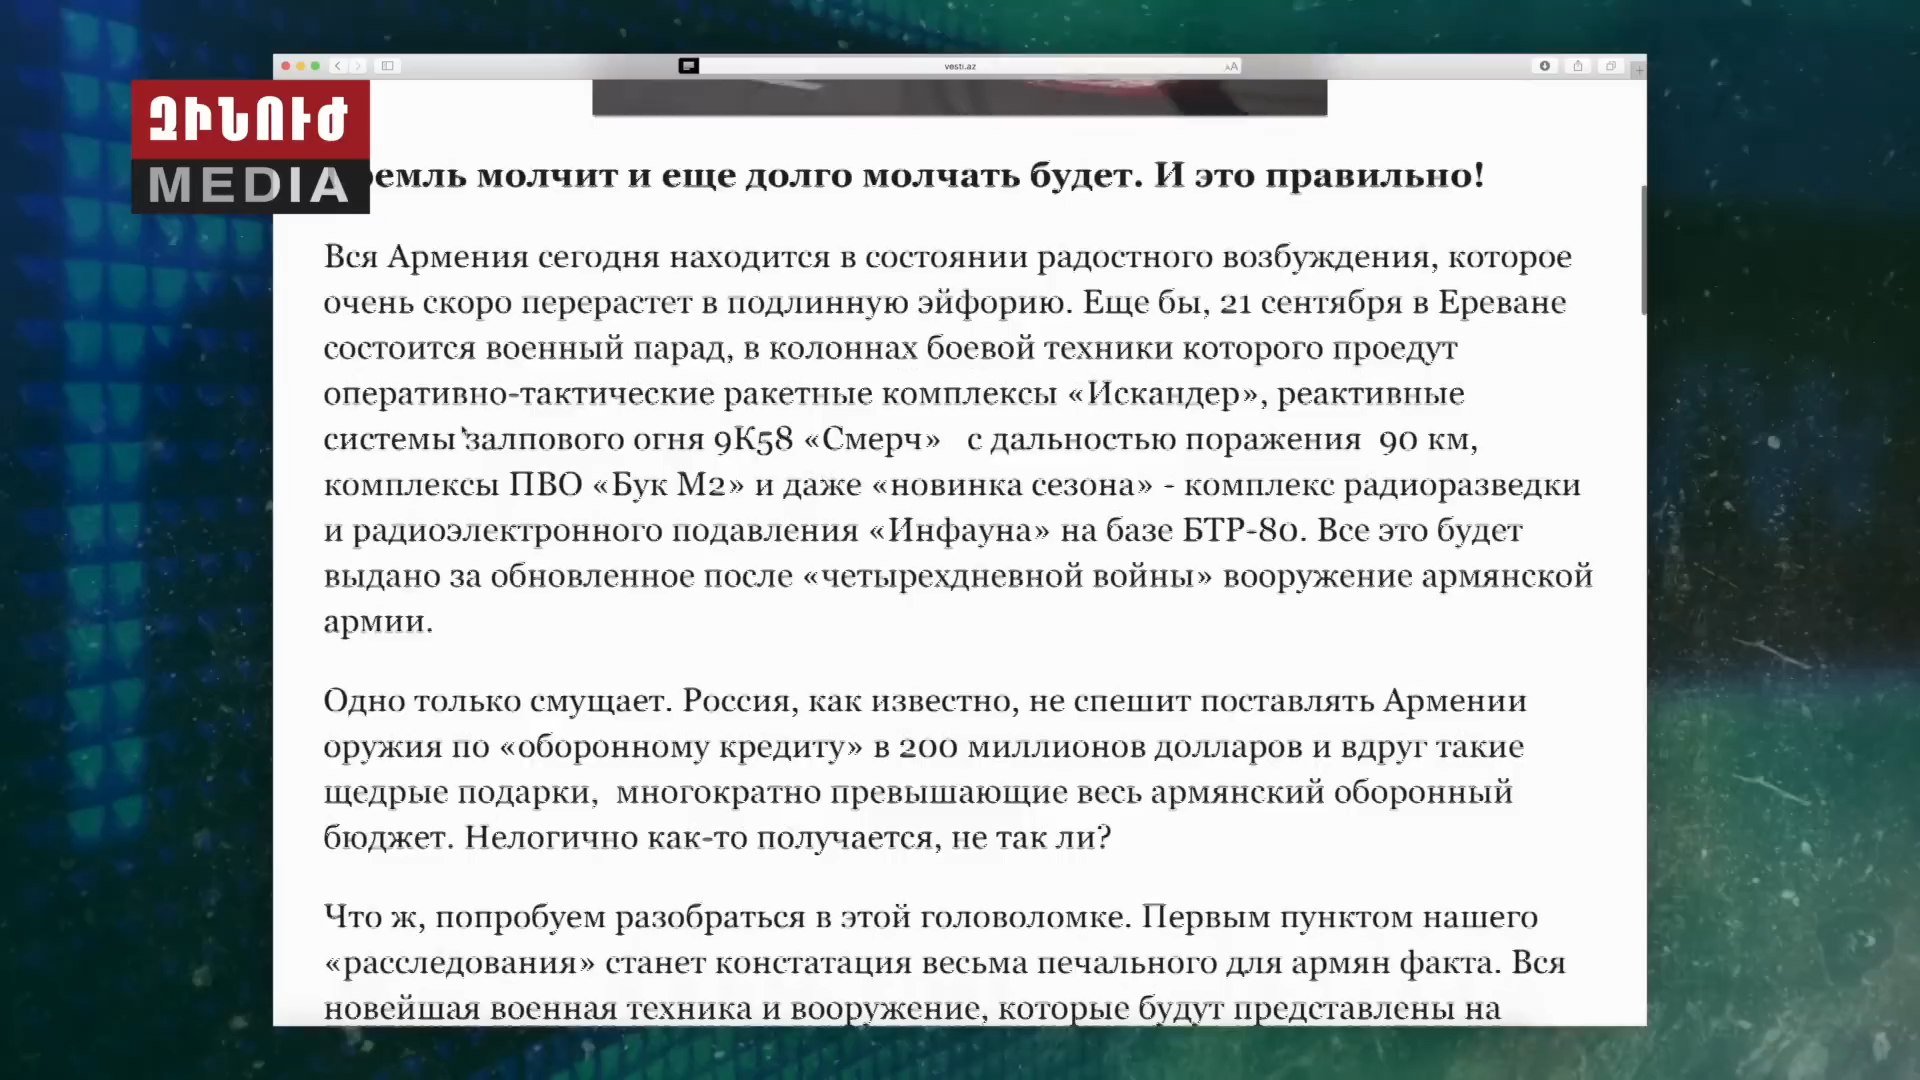 vesti.az
ԶԻՆՈՒԺ
MEDIA
емль молчит и еще долго молчать будет. И это правильно!
Вся Армения сегодня находится в состоянии радостного возбуждения, которое
очень скоро перерастет в подлинную эйфорию. Еще бы, 21 сентября в Ереване
состоится военный парад, в колоннах боевой техники которого проедут
оперативно-тактические ракетные комплексы «Искандер», реактивные
системы залпового огня 9К58 «Смерч» с дальностью поражения 90 км,
комплексы ПВО «Бук М2» и даже «новинка сезона» - комплекс радиоразведки
и радиоэлектронного подавления «Инфауна» на базе БТР-80. Все это будет
выдано за обновленное после «четырехдневной войны» вооружение армянской
армии.
Одно только смущает. Россия, как известно, не спешит поставлять Армении
оружия по «оборонному кредиту» в 200 миллионов долларов и вдруг такие
щедрые подарки, многократно превышающие весь армянский оборонный
бюджет. Нелогично как-то получается, не так ли?
Что ж, попробуем разобраться в этой головоломке. Первым пунктом нашего
«расследования» станет констатация весьма печального для армян факта. Вся
новейшая военная техника и вооружение, которые будут представлены на